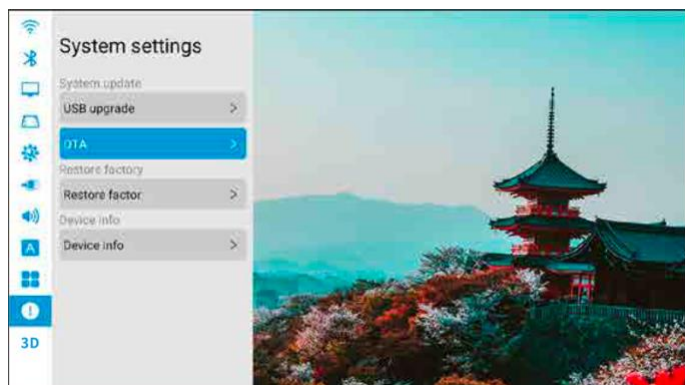 System settings
System update
USB upgrade >
OTA >
Restore factory
Restore factor >
Device info
Device info >
A
3D